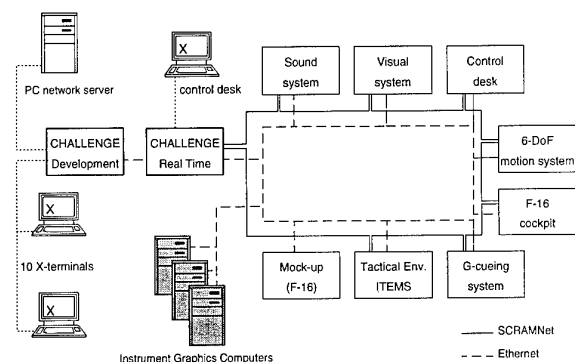 Sound
system
Visual
system
Control
desk
X
PC network server
control desk
CHALLENGE
Development
CHALLENGE
Real Time
6-DoF
motion system
F-16
cockpit
X
10 X-terminals
X
Mock-up
(F-16)
Tactical Env.
ITEMS
G-cueing
system
Instrument Graphics Computers
SCRAMNet
Ethernet